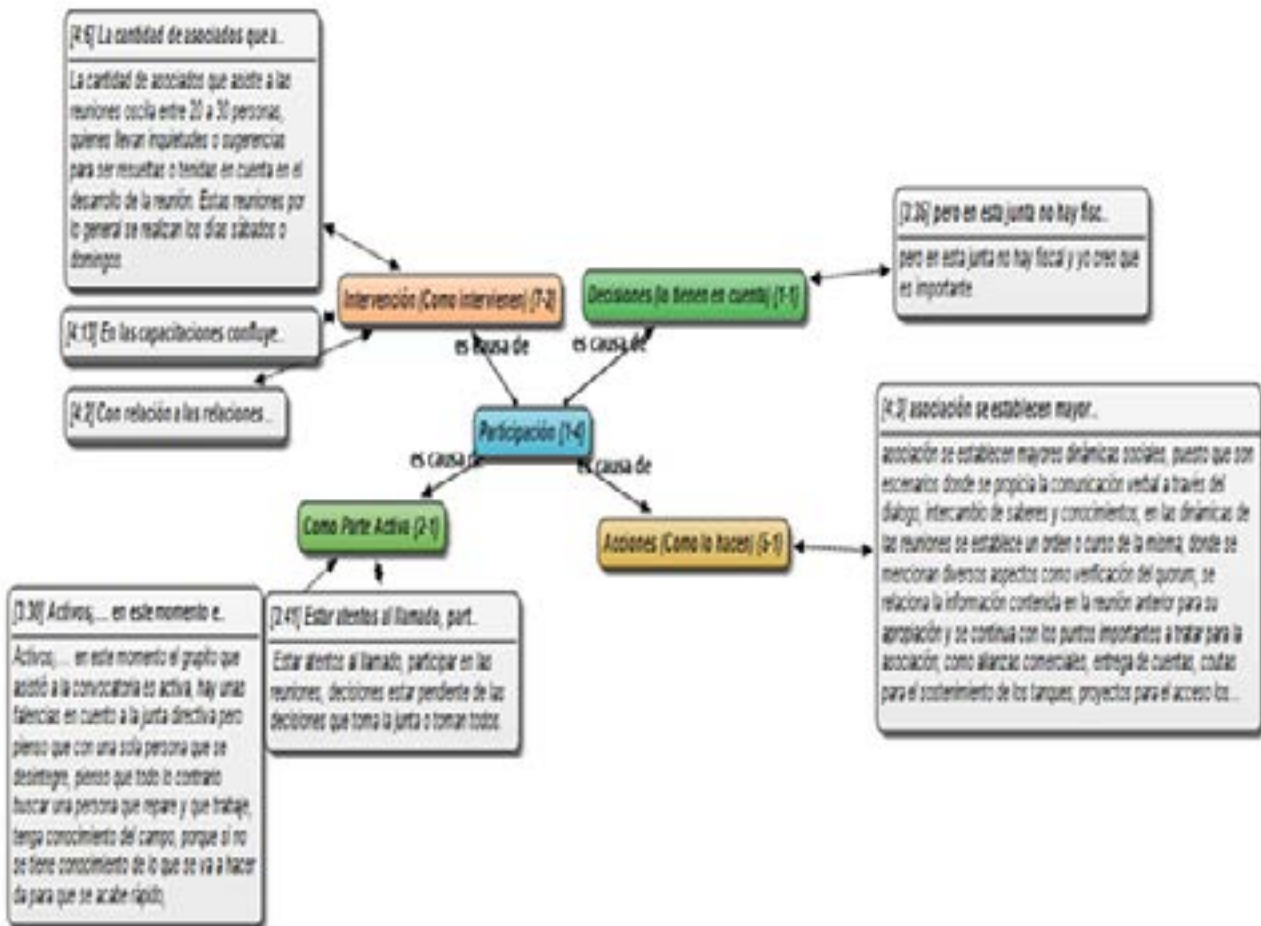 [4:6] La cantidad de asociados que a...
La cantidad de asociados que asiste a las
reuniones oscila entre 20 a 30 personas,
quienes llevan inquietudes o sugerencias
para ser resueltas o tenidas en cuenta en el
desarrollo de la reunión. Estas reuniones por
lo general se realizan los días sábados o
domingos
[4:13] En las capacitaciones confluye...
[4:2] Con relación a las relaciones ...
Intervención (Como intervienen) {7-2}
Decisiones (lo tienen en cuenta) {1-1}
[3:35] pero en esta junta no hay fisc...
pero en esta junta no hay fiscal y yo creo que
es importante
es causa de
es causa de
Participación {1-4}
es causa de
es causa de
Como Parte Activa {2-1}
Acciones (Como lo hacen) {6-1}
[4:3] asociación se establecen mayor...
asociación se establecen mayores dinámicas sociales, puesto que son
escenarios donde se propicia la comunicación verbal a través del
dialogo, intercambio de saberes y conocimientos, en las dinámicas de
las reuniones se establece un orden o curso de la misma, donde se
mencionan diversos aspectos como verificación del quorum, se
relaciona la información contenida en la reunión anterior para su
apropiación y se continua con los puntos importantes a tratar para la
asociación, como alianzas comerciales, entrega de cuentas, coutas
para el sostenimiento de los tanques, proyectos para el acceso los ...
[3:30] Activos,.... en este momento e...
Activos,.... en este momento el grupito que
asistió a la convocatoria es activa, hay unas
falencias en cuento a la junta directiva pero
pienso que con una sola persona que se
desintegre, pienso que todo lo contrario
buscar una persona que repare y que trabaje,
tenga conocimiento del campo, porque si no
se tiene conocimiento de lo que se va a hacer
da para que se acabe rápido,
[2:41] Estar atentos al llamado, part...
Estar atentos al llamado, participar en las
reuniones, decisiones estar pendiente de las
decisiones que toma la junta o toman todos